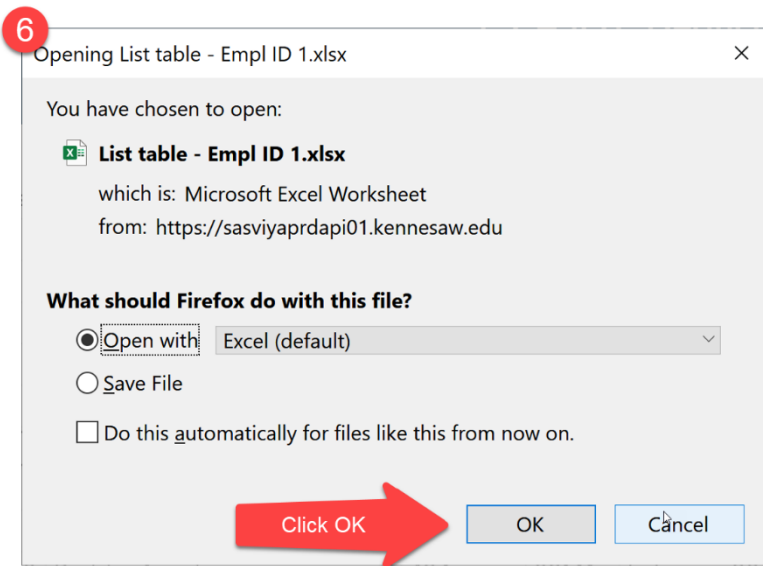 6
Opening List table - Empl ID 1.xlsx
You have chosen to open:
List table - Empl ID 1.xlsx
which is: Microsoft Excel Worksheet
from: https://sasviyaprdapi01.kennesaw.edu
What should Firefox do with this file?
Open with Excel (default)
Save File
Do this automatically for files like this from now on.
Click OK OK Cancel